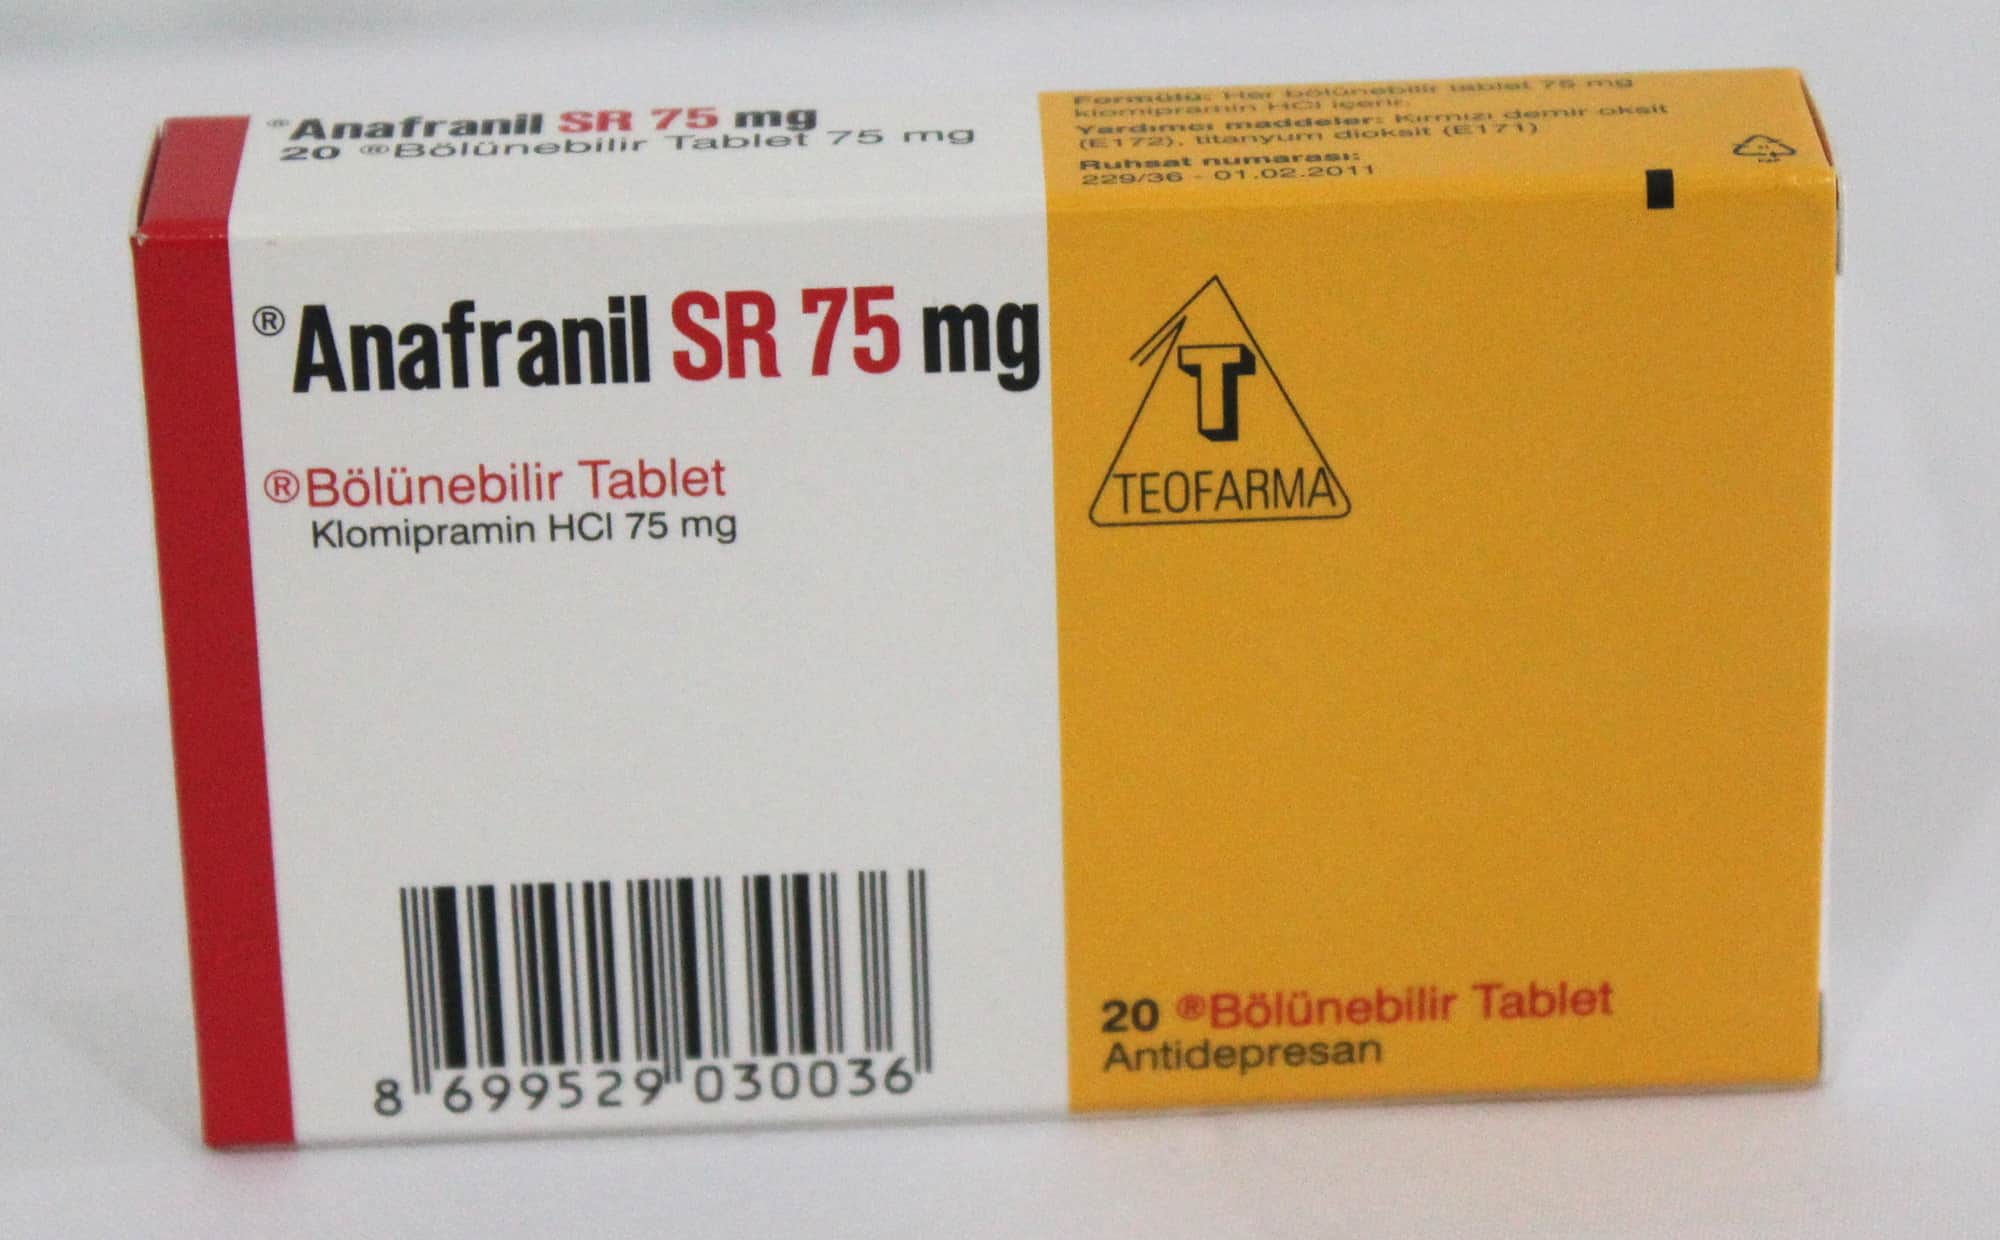 ®Anafranil SR 75 mg
20 ®Bölünebilir Tablet 75 mg
Formülü: Her bölünebilir tablet 75 mg
klomipramin HCl içerir.
Yardımcı maddeler: Kırmızı demir oksit
(E172), titanyum dioksit (E171)
Ruhsat numarası:
229/36 - 01.02.2011
®Anafranil SR 75 mg
®Bölünebilir Tablet
Klomipramin HCl 75 mg
T
TEOFARMA
8 699529 030036
20 ®Bölünebilir Tablet
Antidepresan